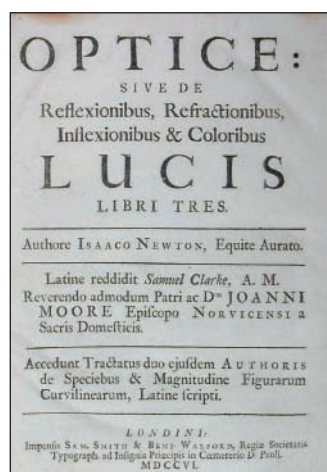 OPTICE:
SIVE DE
Reflexionibus, Refractionibus,
Inflexionibus & Coloribus
LUCIS
LIBRI TRES.
Authore ISAACO NEWTON, Equite Aurato.
Latine reddidit Samuel Clarke, A. M.
Reverendo admodum Patri ac Dno JOANNI
MOORE Episcopo NORVICENSI a
Sacris Domesticis.
Accedunt Tractatus duo ejusdem AUTHORIS
de Speciebus & Magnitudine Figurarum
Curvilinearum, Latine scripti.
LONDINI:
Impensis SAM. SMITH & BENJ. WALFORD, Regiæ Societatis
Typograph. ad Insignia Principis in Cœmeterio D. Pauli.
MDCCVI.